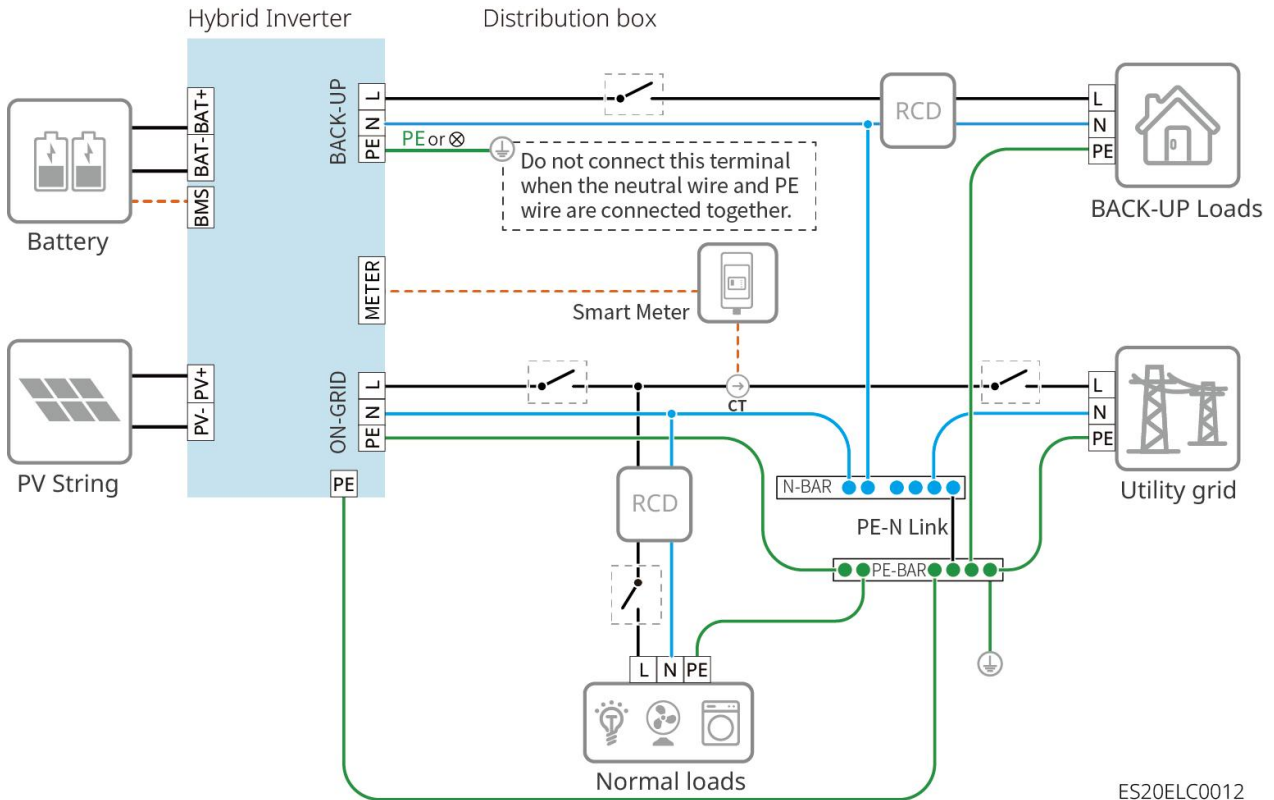 Hybrid Inverter
Distribution box
BAT+
BAT-
BMS
Battery
BACK-UP
L
N
PE
PE or ⊗
Do not connect this terminal
when the neutral wire and PE
wire are connected together.
RCD
L
N
PE
BACK-UP Loads
METER
Smart Meter
PV+
PV-
PV String
ON-GRID
L
N
PE
PE
CT
L
N
PE
Utility grid
RCD
N-BAR
PE-N Link
PE-BAR
L
N
PE
Normal loads
ES20ELC0012